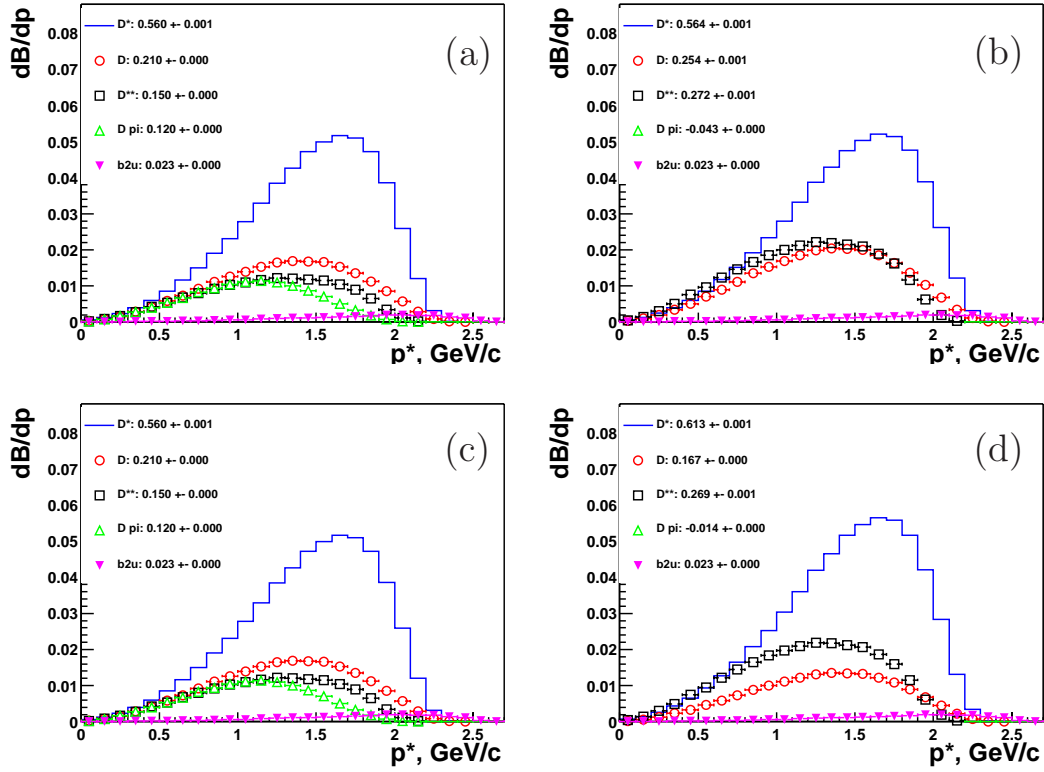 dB/dp
0.08
0.07
0.06
0.05
0.04
0.03
0.02
0.01
0
D*: 0.560 +- 0.001
D: 0.210 +- 0.000
D**: 0.150 +- 0.000
D pi: 0.120 +- 0.000
b2u: 0.023 +- 0.000
(a)
0 0.5 1 1.5 2 2.5
p*, GeV/c
dB/dp
0.08
0.07
0.06
0.05
0.04
0.03
0.02
0.01
0
D*: 0.564 +- 0.001
D: 0.254 +- 0.001
D**: 0.272 +- 0.001
D pi: -0.043 +- 0.000
b2u: 0.023 +- 0.000
(b)
0 0.5 1 1.5 2 2.5
p*, GeV/c
dB/dp
0.08
0.07
0.06
0.05
0.04
0.03
0.02
0.01
0
D*: 0.560 +- 0.001
D: 0.210 +- 0.000
D**: 0.150 +- 0.000
D pi: 0.120 +- 0.000
b2u: 0.023 +- 0.000
(c)
0 0.5 1 1.5 2 2.5
p*, GeV/c
dB/dp
0.08
0.07
0.06
0.05
0.04
0.03
0.02
0.01
0
D*: 0.613 +- 0.001
D: 0.167 +- 0.000
D**: 0.269 +- 0.001
D pi: -0.014 +- 0.000
b2u: 0.023 +- 0.000
(d)
0 0.5 1 1.5 2 2.5
p*, GeV/c